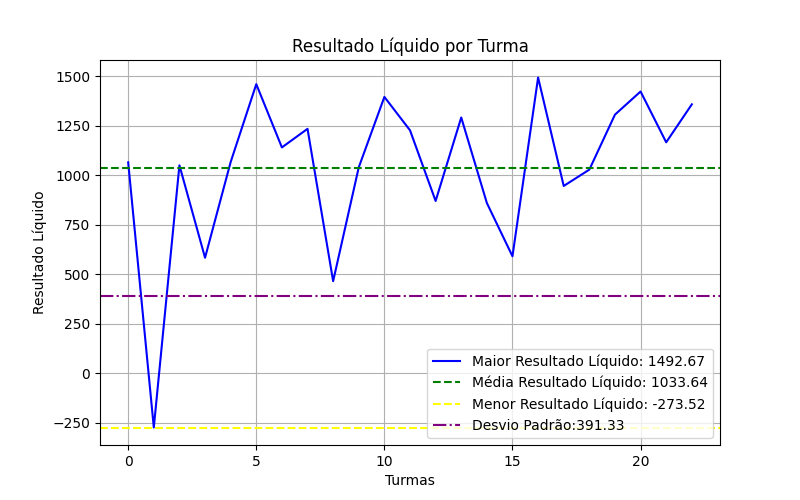 Resultado Líquido por Turma
Resultado Líquido
1500
1250
1000
750
500
250
0
−250
Maior Resultado Líquido: 1492.67
Média Resultado Líquido: 1033.64
Menor Resultado Líquido: -273.52
Desvio Padrão:391.33
0 5 10 15 20
Turmas